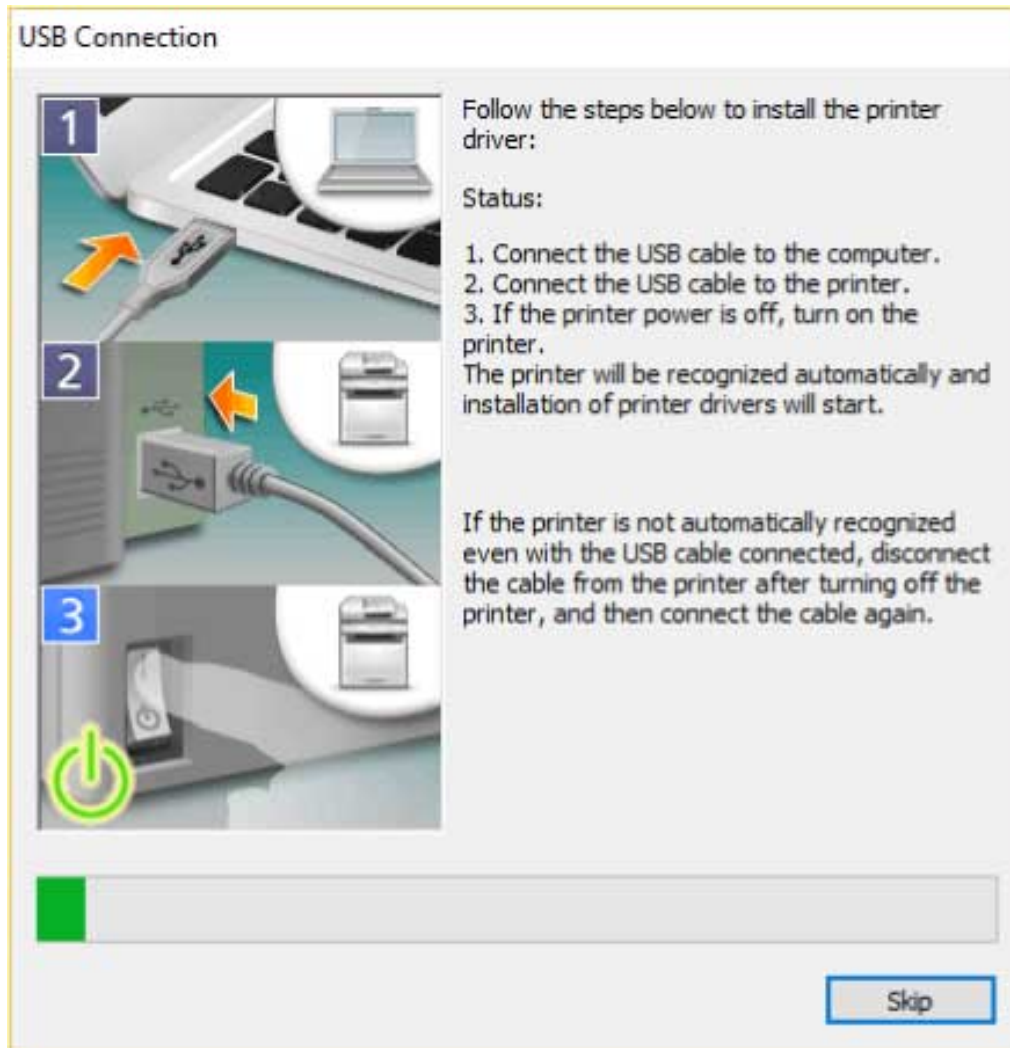 USB Connection
1
Follow the steps below to install the printer
driver:
Status:
1. Connect the USB cable to the computer.
2. Connect the USB cable to the printer.
3. If the printer power is off, turn on the
printer.
The printer will be recognized automatically and
installation of printer drivers will start.
2
If the printer is not automatically recognized
even with the USB cable connected, disconnect
the cable from the printer after turning off the
printer, and then connect the cable again.
3
Skip